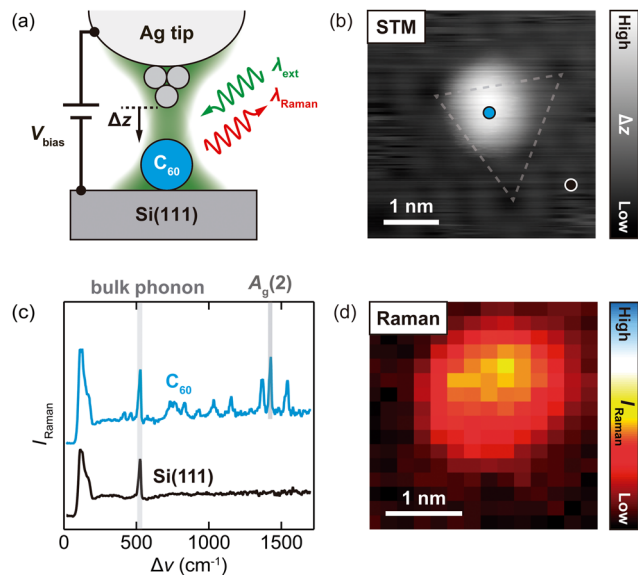 (a)
Ag tip
λext
λRaman
Δz
Vbias
C60
Si(111)
(b)
STM
1 nm
High
Δz
Low
(c)
bulk phonon
Ag(2)
C60
Si(111)
IRaman
0
500
1000
1500
Δν (cm-1)
(d)
Raman
1 nm
High
IRaman
Low